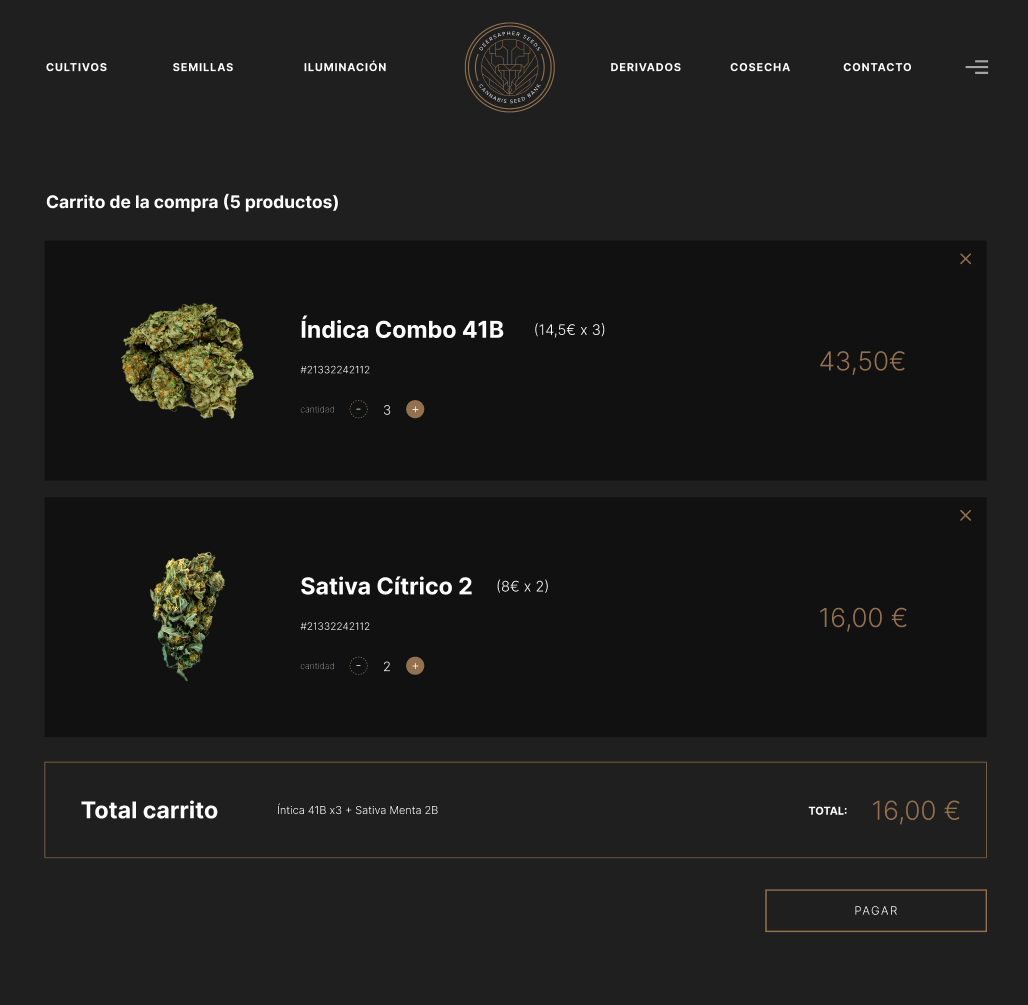 CULTIVOS SEMILLAS ILUMINACIÓN DERIVADOS COSECHA CONTACTO
DEERSAPHER SEEDS
CANNABIS SEED BANK
Carrito de la compra (5 productos)
Índica Combo 41B (14,5€ x 3)
#21332242112
43,50€
cantidad - 3 +
Sativa Cítrico 2 (8€ x 2)
#21332242112
16,00 €
cantidad - 2 +
Total carrito Íntica 41B x3 + Sativa Menta 2B TOTAL: 16,00 €
PAGAR